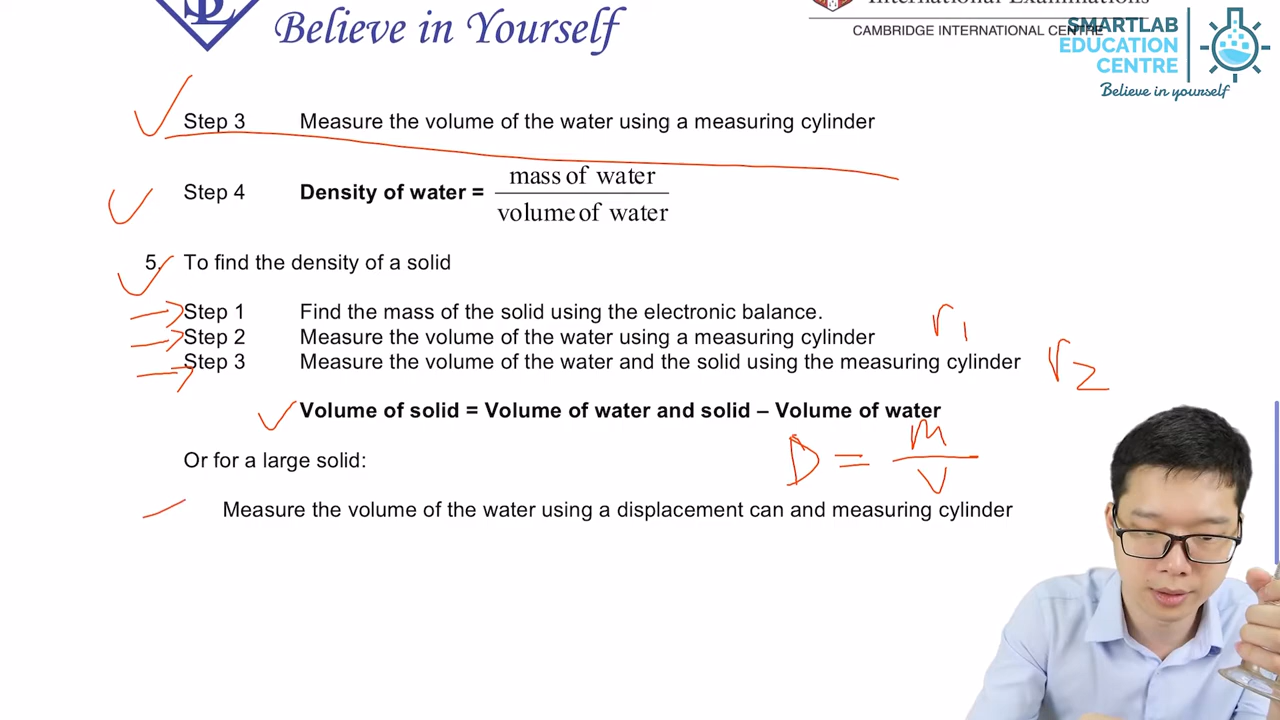 Believe in Yourself
International Examinations
CAMBRIDGE INTERNATIONAL CENTRE
SMARTLAB
EDUCATION
CENTRE
Believe in yourself
Step 3 Measure the volume of the water using a measuring cylinder
Step 4 Density of water = mass of water
volume of water
5. To find the density of a solid
Step 1 Find the mass of the solid using the electronic balance.
Step 2 Measure the volume of the water using a measuring cylinder r1
Step 3 Measure the volume of the water and the solid using the measuring cylinder r2
Volume of solid = Volume of water and solid – Volume of water
D = M
V
Or for a large solid:
Measure the volume of the water using a displacement can and measuring cylinder